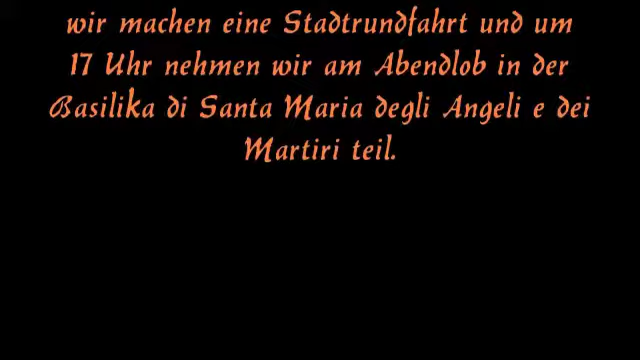 wir machen eine Stadtrundfahrt und um
17 Uhr nehmen wir am Abendlob in der
Basilika di Santa Maria degli Angeli e dei
Martiri teil.